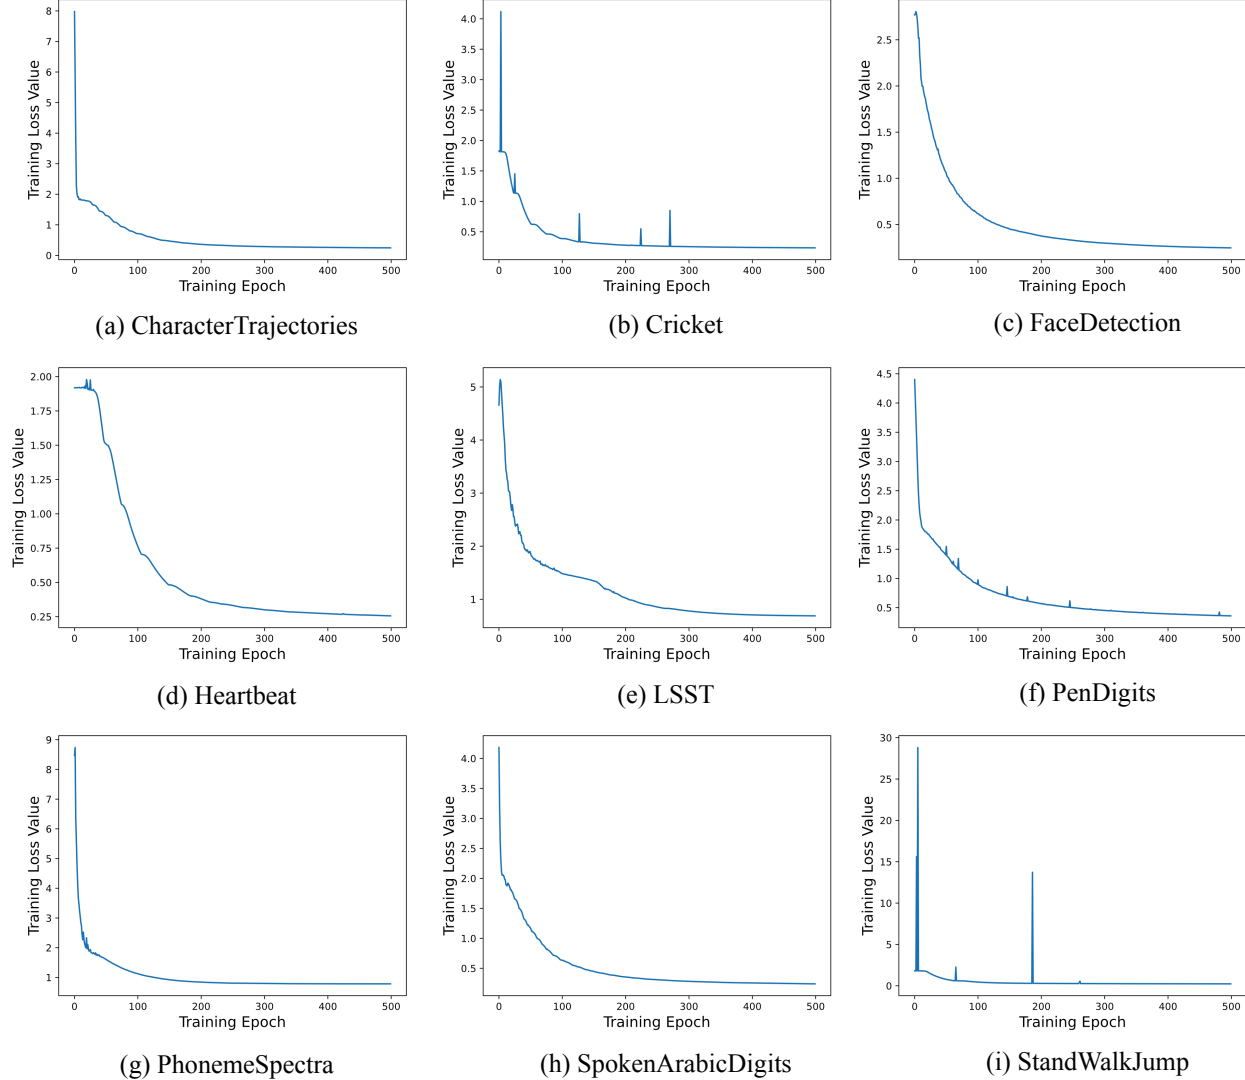 8
7
6
5
4
3
2
1
0
Training Loss Value
0 100 200 300 400 500
Training Epoch
(a) CharacterTrajectories
4.0
3.5
3.0
2.5
2.0
1.5
1.0
0.5
Training Loss Value
0 100 200 300 400 500
Training Epoch
(b) Cricket
2.5
2.0
1.5
1.0
0.5
Training Loss Value
0 100 200 300 400 500
Training Epoch
(c) FaceDetection
2.00
1.75
1.50
1.25
1.00
0.75
0.50
0.25
Training Loss Value
0 100 200 300 400 500
Training Epoch
(d) Heartbeat
5
4
3
2
1
Training Loss Value
0 100 200 300 400 500
Training Epoch
(e) LSST
4.5
4.0
3.5
3.0
2.5
2.0
1.5
1.0
0.5
Training Loss Value
0 100 200 300 400 500
Training Epoch
(f) PenDigits
9
8
7
6
5
4
3
2
1
Training Loss Value
0 100 200 300 400 500
Training Epoch
(g) PhonemeSpectra
4.0
3.5
3.0
2.5
2.0
1.5
1.0
0.5
Training Loss Value
0 100 200 300 400 500
Training Epoch
(h) SpokenArabicDigits
30
25
20
15
10
5
0
Training Loss Value
0 100 200 300 400 500
Training Epoch
(i) StandWalkJump